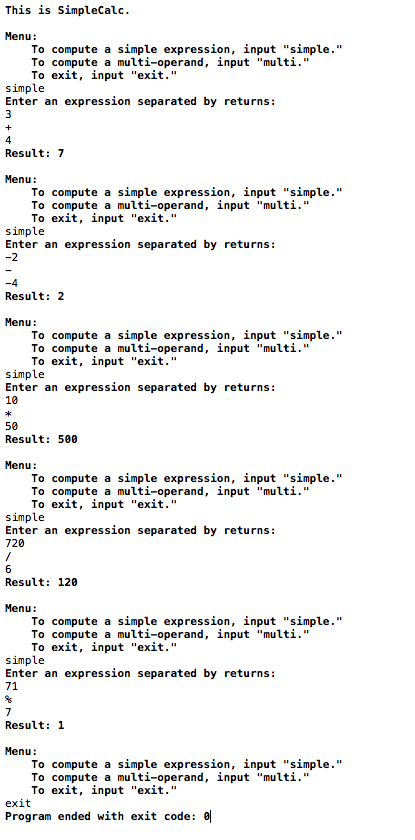 This is SimpleCalc.
Menu:
To compute a simple expression, input "simple."
To compute a multi-operand, input "multi."
To exit, input "exit."
simple
Enter an expression separated by returns:
3
+
4
Result: 7
Menu:
To compute a simple expression, input "simple."
To compute a multi-operand, input "multi."
To exit, input "exit."
simple
Enter an expression separated by returns:
-2
-
-4
Result: 2
Menu:
To compute a simple expression, input "simple."
To compute a multi-operand, input "multi."
To exit, input "exit."
simple
Enter an expression separated by returns:
10
*
50
Result: 500
Menu:
To compute a simple expression, input "simple."
To compute a multi-operand, input "multi."
To exit, input "exit."
simple
Enter an expression separated by returns:
720
/
6
Result: 120
Menu:
To compute a simple expression, input "simple."
To compute a multi-operand, input "multi."
To exit, input "exit."
simple
Enter an expression separated by returns:
71
%
7
Result: 1
Menu:
To compute a simple expression, input "simple."
To compute a multi-operand, input "multi."
To exit, input "exit."
exit
Program ended with exit code: 0